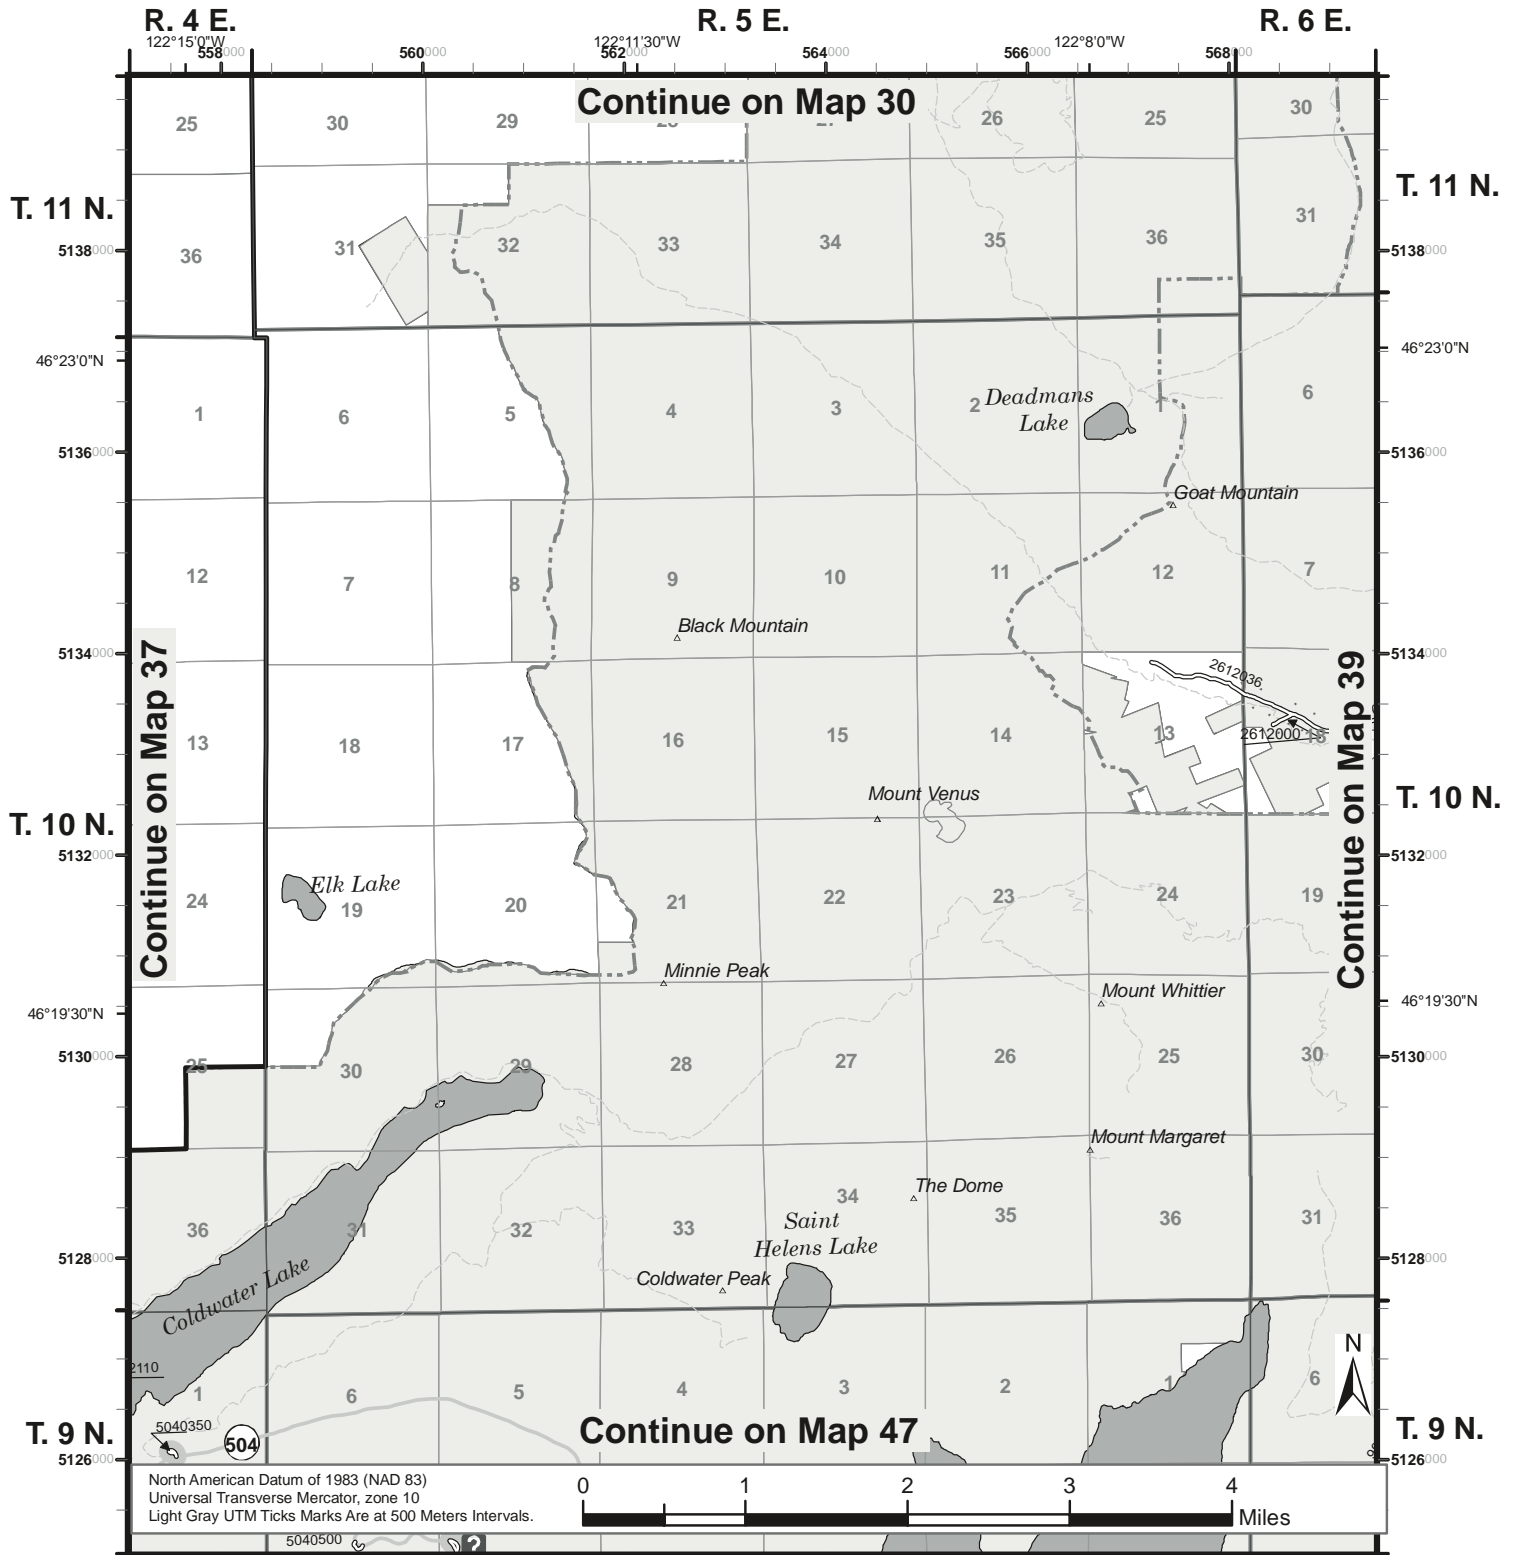 R. 4 E. R. 5 E. R. 6 E.
122°15'0"W 122°11'30"W 122°8'0"W
558000 560000 562000 564000 566000 568000
Continue on Map 30
25 30 29 26 25 30
T. 11 N. T. 11 N.
36 31 32 33 34 35 36 31
5138000 5138000
46°23'0"N 46°23'0"N
1 6 5 4 3 2 6
Deadmans
Lake
5136000 5136000
Goat Mountain
12 7 8 9 10 11 12 7
Black Mountain
5134000 5134000
Continue on Map 37
Continue on Map 39
2612036
2612000
13 18 17 16 15 14 13 18
Mount Venus
T. 10 N. T. 10 N.
5132000 5132000
Elk Lake
24 19 20 21 22 23 24 19
Minnie Peak
Mount Whittier
46°19'30"N 46°19'30"N
5130000 5130000
25 30 29 28 27 26 25 30
Mount Margaret
The Dome
36 31 32 33 34 35 36 31
Saint
Helens Lake
5128000 5128000
Coldwater Lake
Coldwater Peak
N
2110
1 6 5 4 3 2 1 6
5040350
504
T. 9 N. T. 9 N.
Continue on Map 47
5126000 5126000
North American Datum of 1983 (NAD 83)
Universal Transverse Mercator, zone 10
Light Gray UTM Ticks Marks Are at 500 Meters Intervals.
0 1 2 3 4
Miles
5040500
?